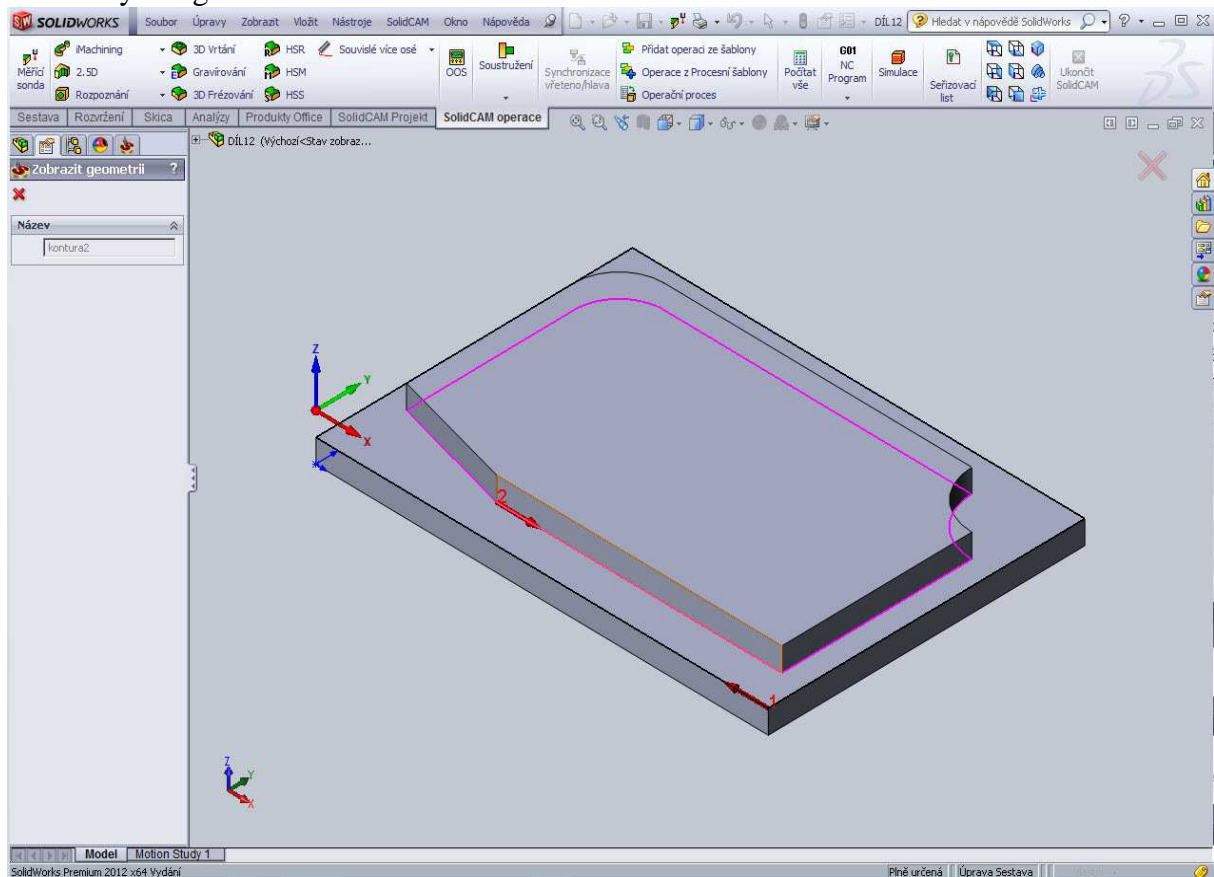 SOLIDWORKS Soubor Úpravy Zobrazit Vložit Nástroje SolidCAM Okno Nápověda DíL12 Hledat v nápovědě SolidWorks
Měřící sonda
iMachining
2.5D
Rozpoznání
3D Vrtání
Gravírování
3D Frézování
HSR
HSM
HSS
Souvislé více osé
OOS
Soustružení
Synchronizace vřeteno/hlava
Přidat operaci ze šablony
Operace z Procesní šablony
Operační proces
Počítat vše
G01
NC
Program
Simulace
Seřizovací list
Ukončit SolidCAM
Sestava Rozvržení Skica Analýzy Produkty Office SolidCAM Projekt SolidCAM operace
DÍL12 (Výchozí<Stav zobraz...
Zobrazit geometrii ?
Název
kontura2
Z
Y
X
2
1
Z
Y
X
Model Motion Study 1
SolidWorks Premium 2012 x64 Vydání Plně určená Úprava Sestava